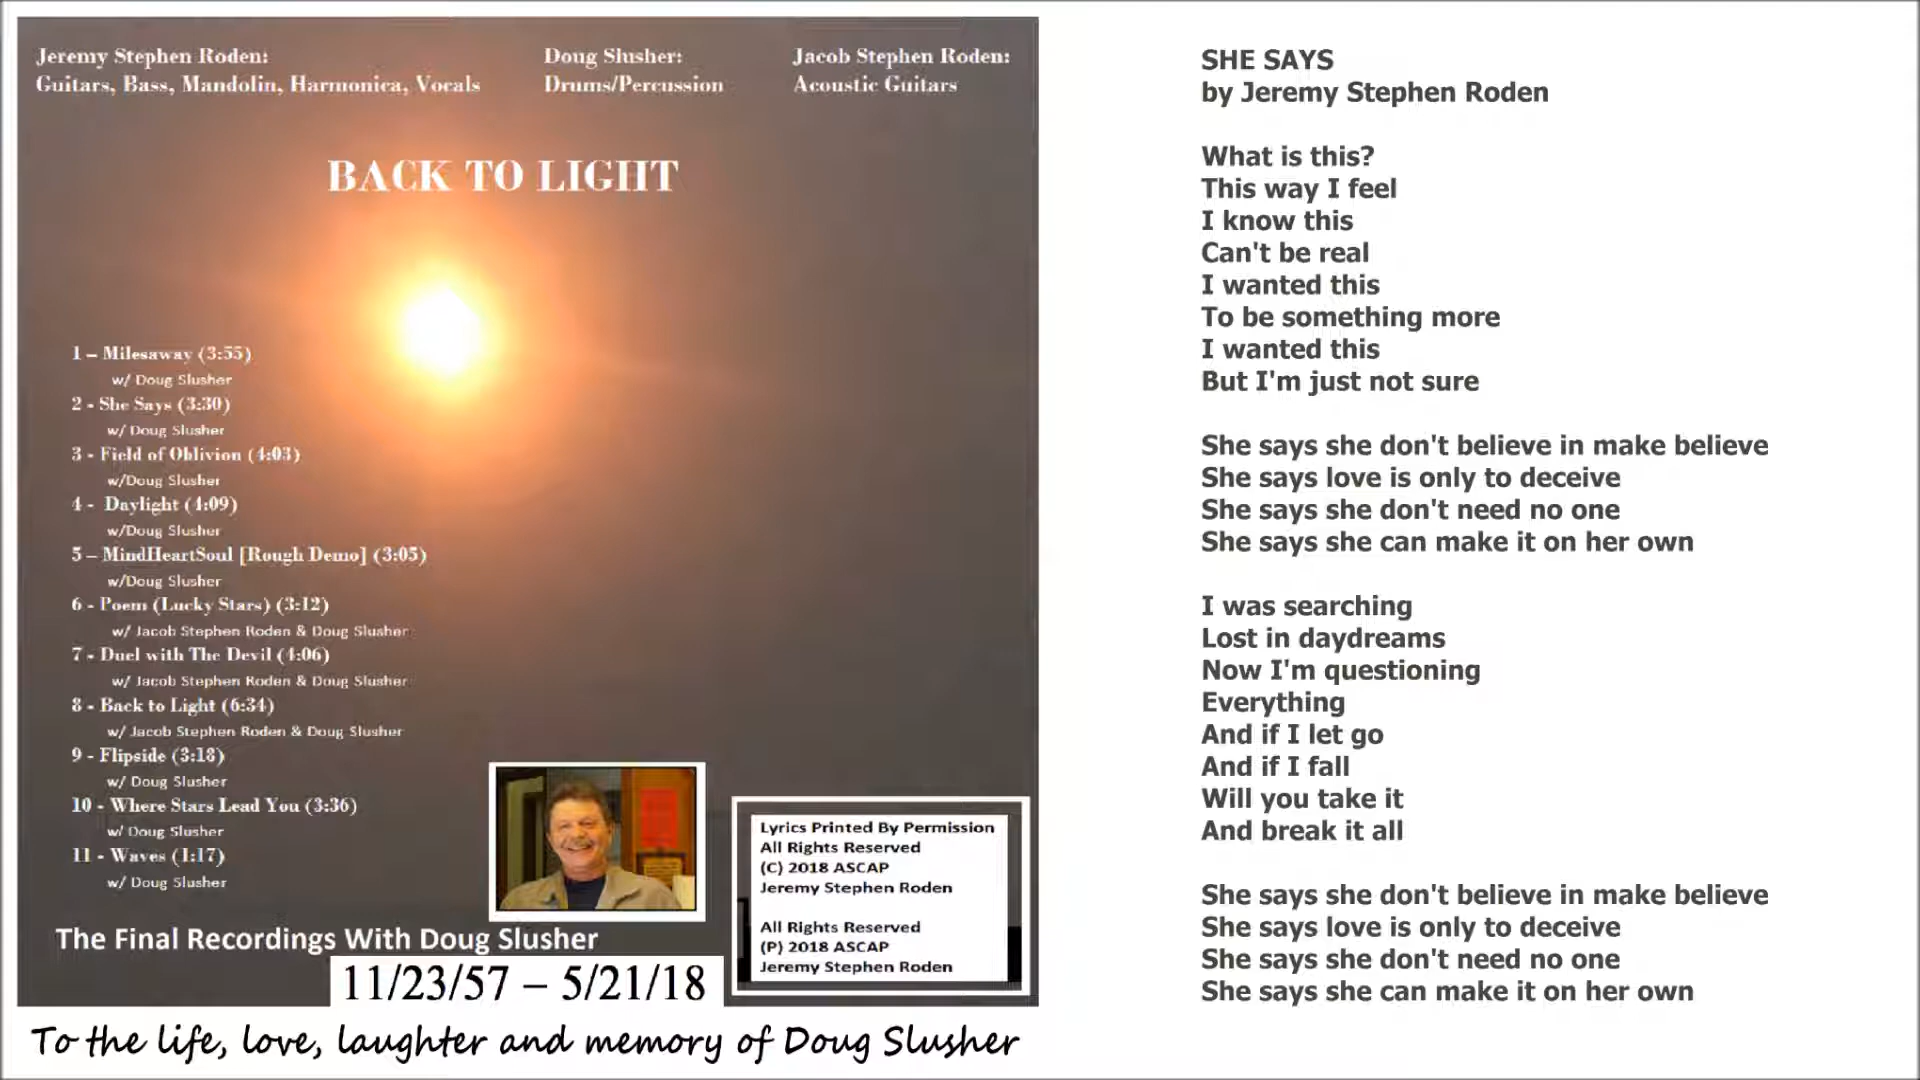 Jeremy Stephen Roden:
Guitars, Bass, Mandolin, Harmonica, Vocals
Doug Slusher:
Drums/Percussion
Jacob Stephen Roden:
Acoustic Guitars
BACK TO LIGHT
1 – Milesaway (3:55)
w/ Doug Slusher
2 - She Says (3:30)
w/ Doug Slusher
3 - Field of Oblivion (4:03)
w/Doug Slusher
4 - Daylight (4:09)
w/Doug Slusher
5 – MindHeartSoul [Rough Demo] (3:05)
w/Doug Slusher
6 - Poem (Lucky Stars) (3:12)
w/ Jacob Stephen Roden & Doug Slusher
7 - Duel with The Devil (4:06)
w/ Jacob Stephen Roden & Doug Slusher
8 - Back to Light (6:34)
w/ Jacob Stephen Roden & Doug Slusher
9 - Flipside (3:18)
w/ Doug Slusher
10 - Where Stars Lead You (3:36)
w/ Doug Slusher
11 - Waves (1:17)
w/ Doug Slusher
The Final Recordings With Doug Slusher
11/23/57 – 5/21/18
Lyrics Printed By Permission
All Rights Reserved
(C) 2018 ASCAP
Jeremy Stephen Roden
All Rights Reserved
(P) 2018 ASCAP
Jeremy Stephen Roden
To the life, love, laughter and memory of Doug Slusher
SHE SAYS
by Jeremy Stephen Roden
What is this?
This way I feel
I know this
Can't be real
I wanted this
To be something more
I wanted this
But I'm just not sure
She says she don't believe in make believe
She says love is only to deceive
She says she don't need no one
She says she can make it on her own
I was searching
Lost in daydreams
Now I'm questioning
Everything
And if I let go
And if I fall
Will you take it
And break it all
She says she don't believe in make believe
She says love is only to deceive
She says she don't need no one
She says she can make it on her own